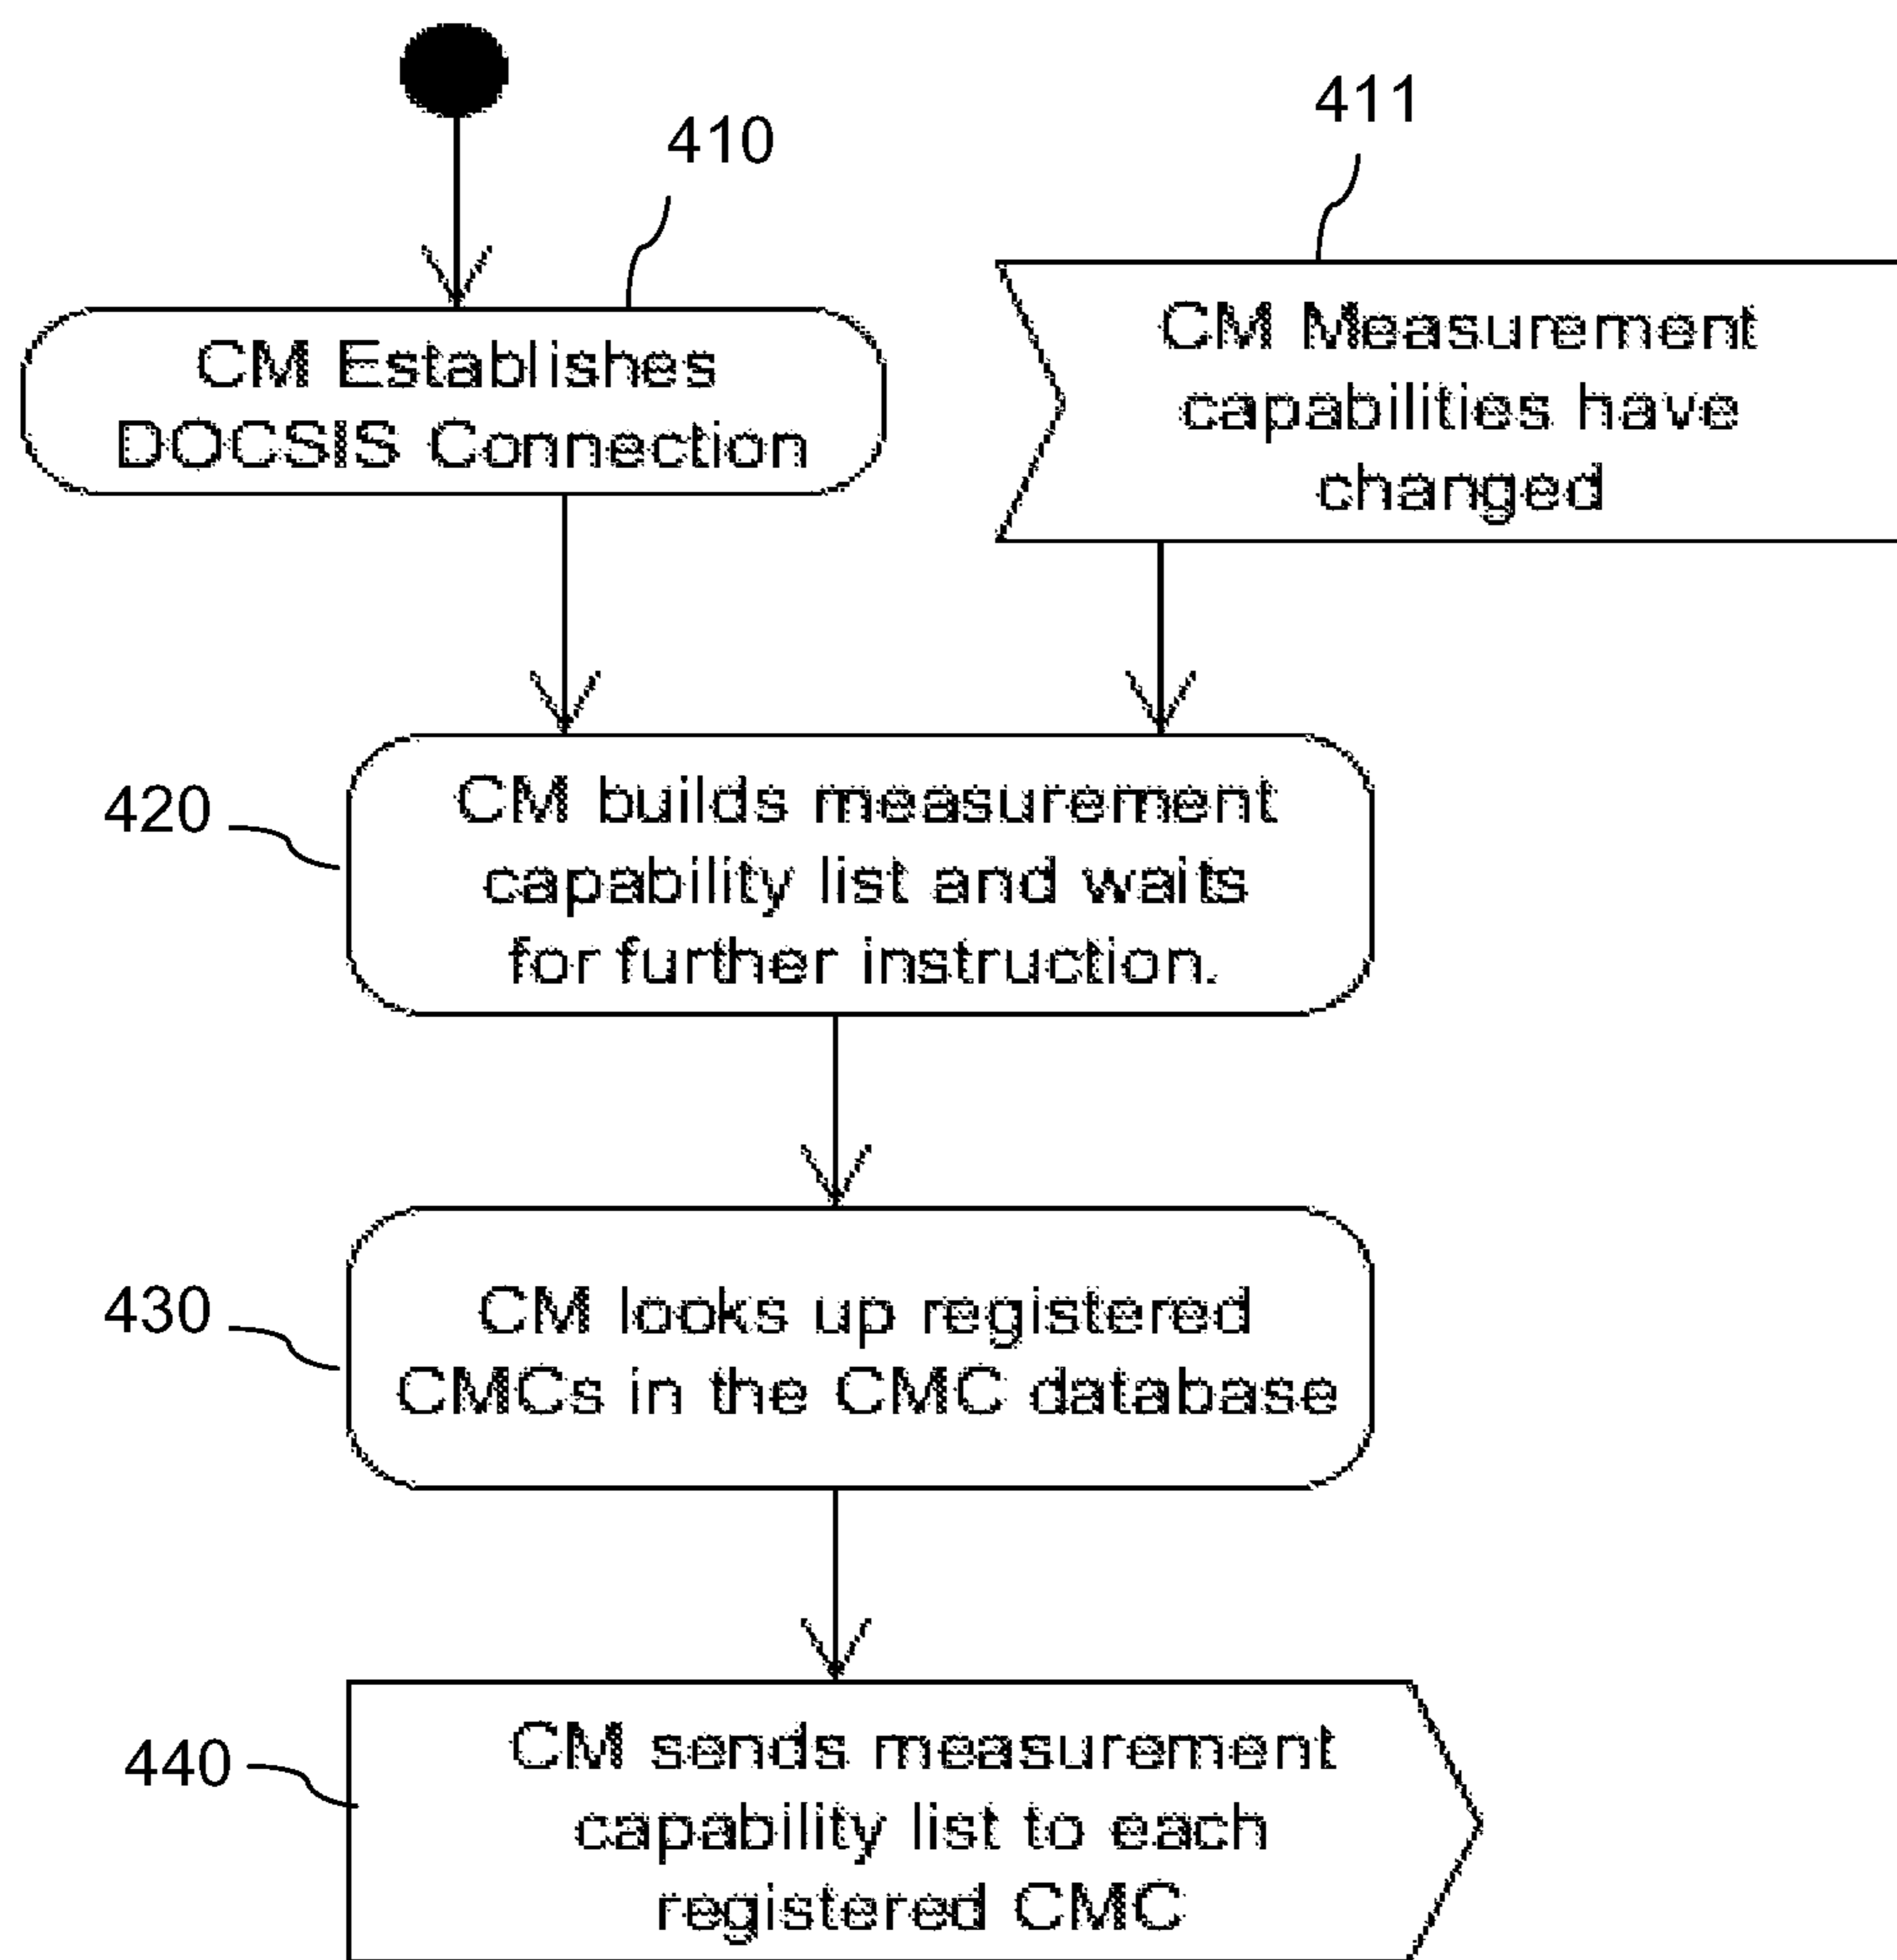 410
411
CM Establishes
DOCSIS Connection
CM Measurement
capabilities have
changed
420
CM builds measurement
capability list and waits
for further instruction.
430
CM looks up registered
CMCs in the CMC database
440
CM sends measurement
capability list to each
registered CMC